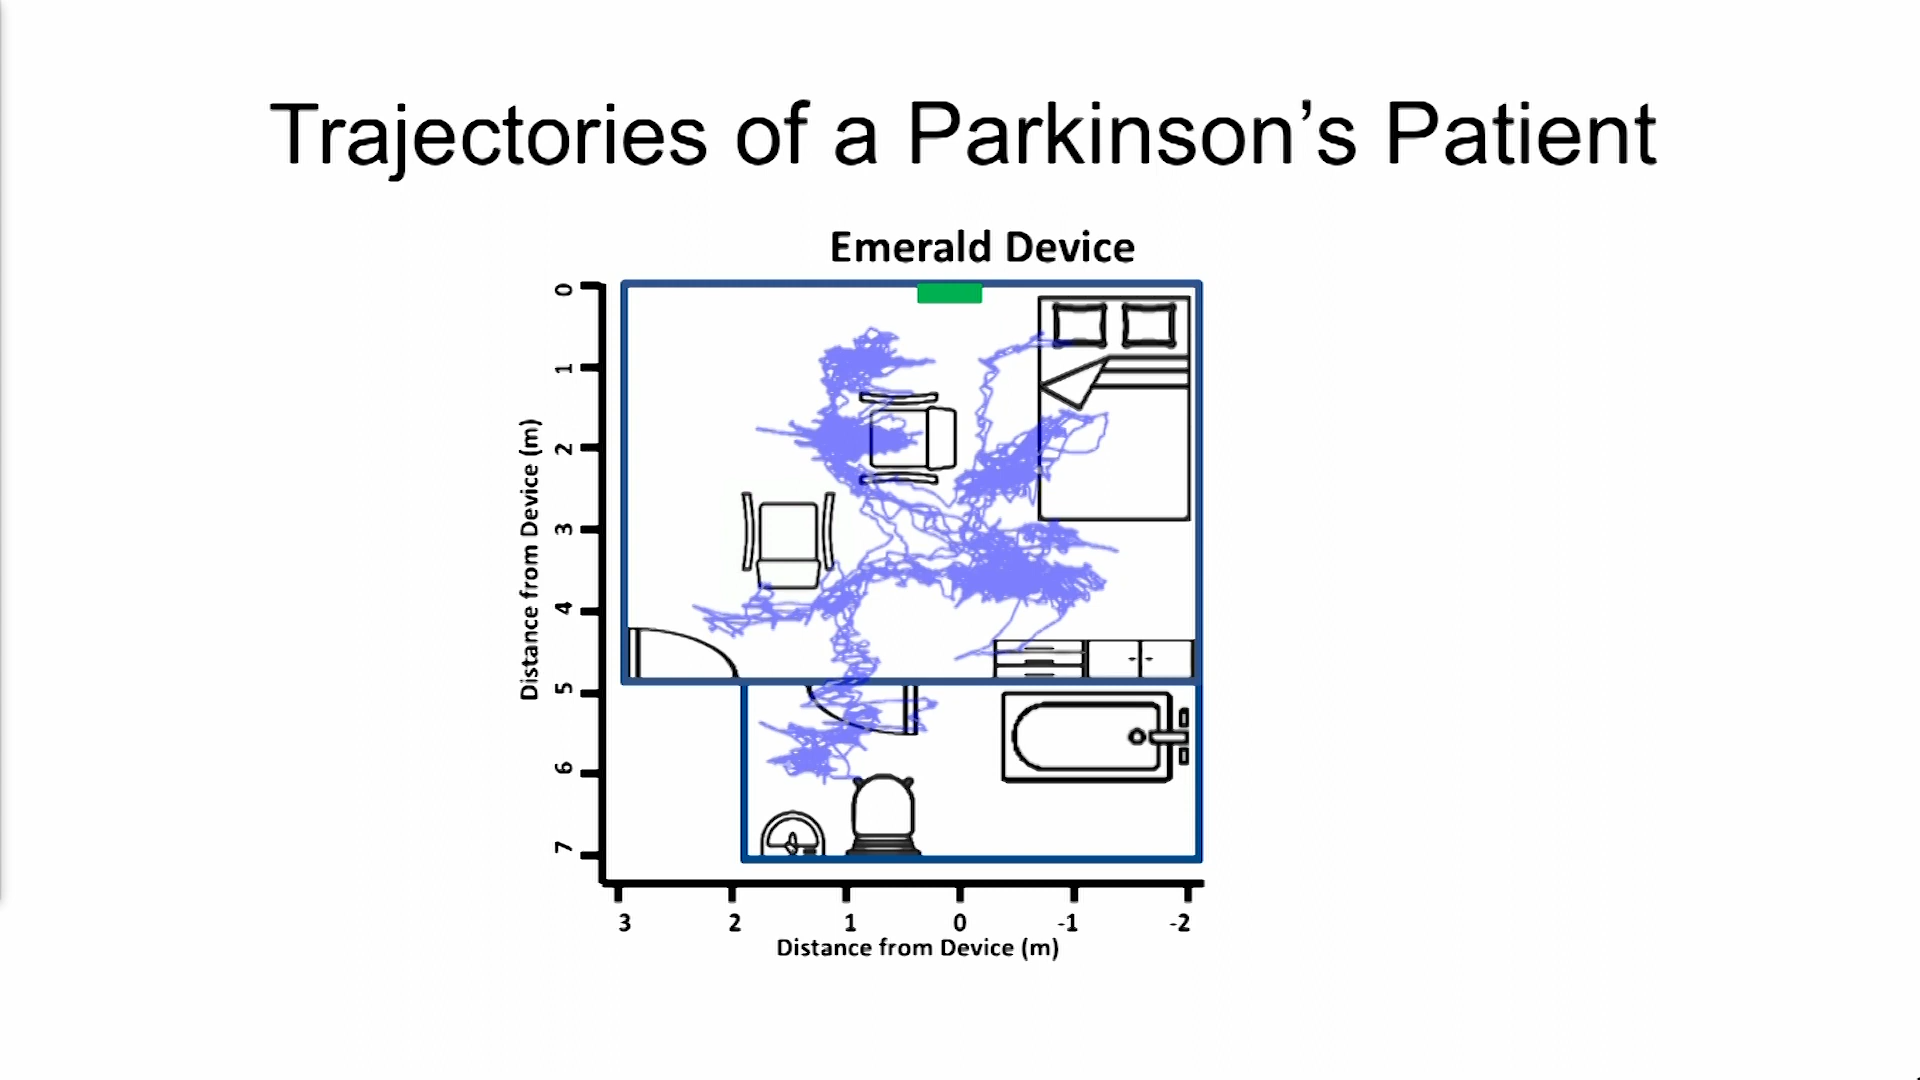 Trajectories of a Parkinson’s Patient
Emerald Device
Distance from Device (m)
0
1
2
3
4
5
6
7
3 2 1 0 -1 -2
Distance from Device (m)